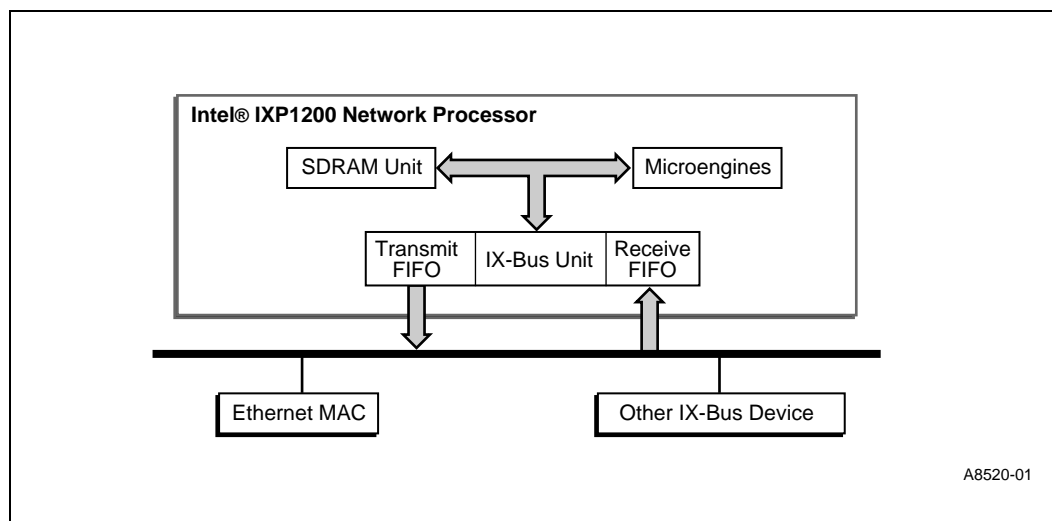 Intel® IXP1200 Network Processor
SDRAM Unit
Microengines
Transmit
FIFO
IX-Bus Unit
Receive
FIFO
Ethernet MAC
Other IX-Bus Device
A8520-01